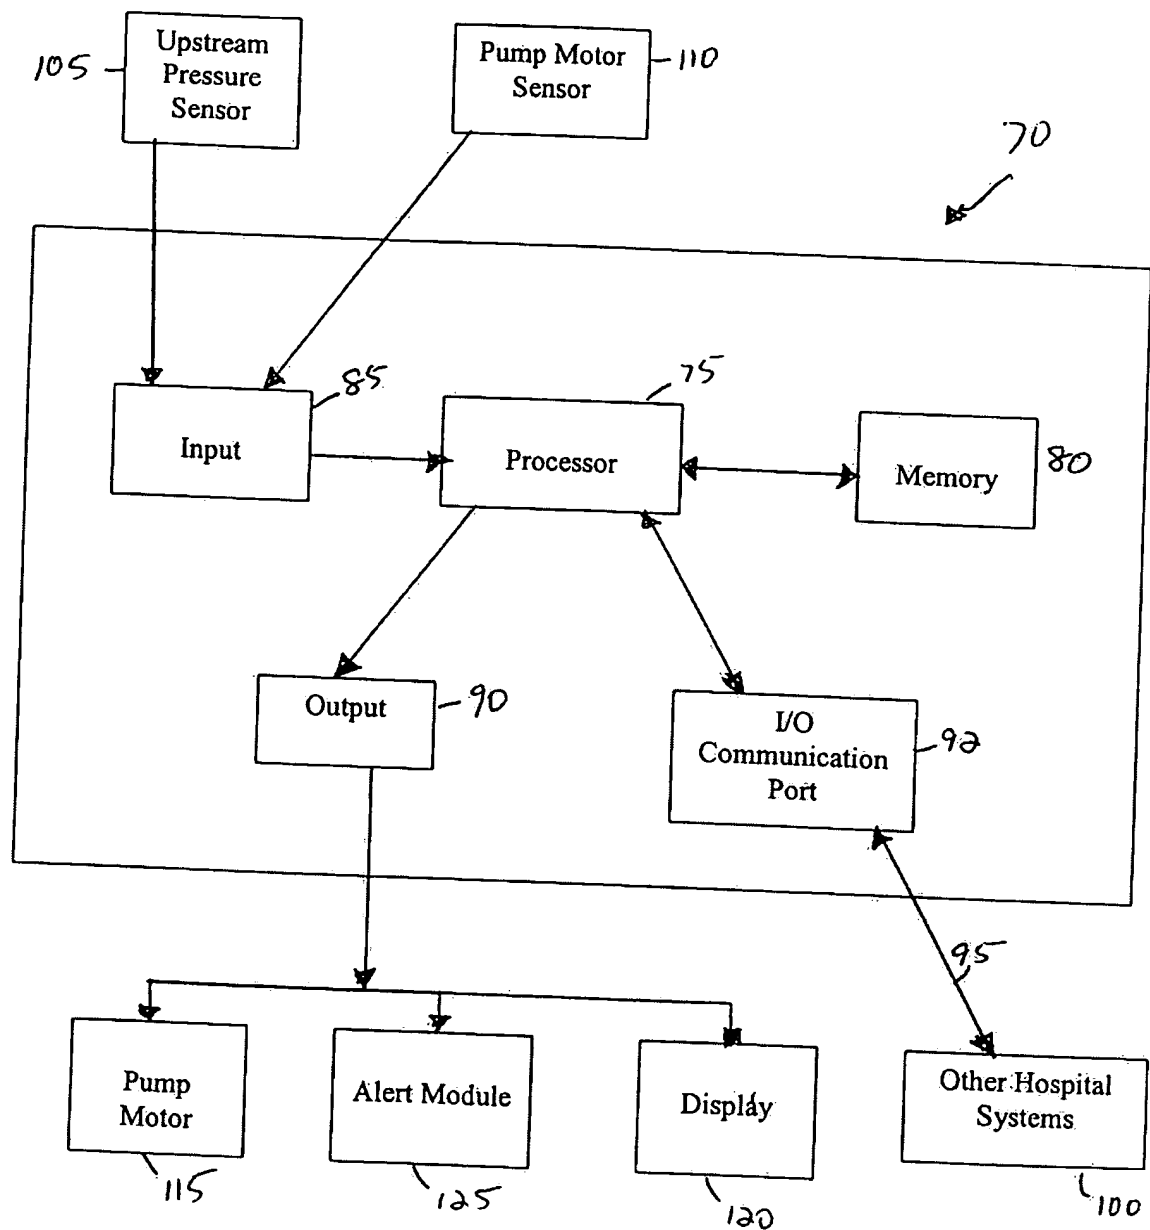 105
Upstream
Pressure
Sensor
Pump Motor
Sensor
110
70
Input
85
Processor
75
Memory
80
Output
90
I/O
Communication
Port
92
95
Pump
Motor
115
Alert Module
125
Display
120
Other Hospital
Systems
100